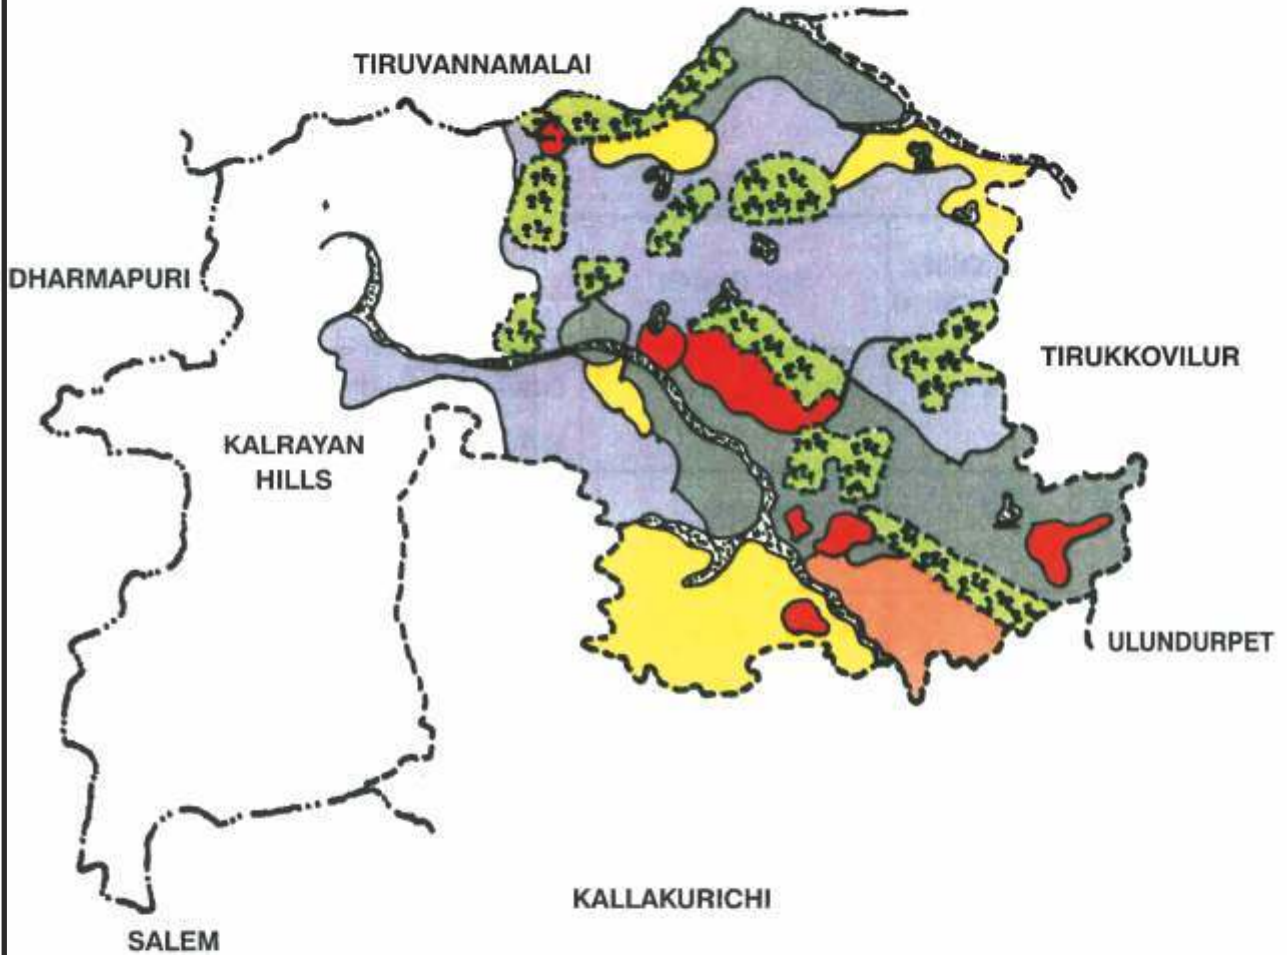 TIRUVANNAMALAI
DHARMAPURI
TIRUKKOVILUR
KALRAYAN
HILLS
ULUNDURPET
KALLAKURICHI
SALEM